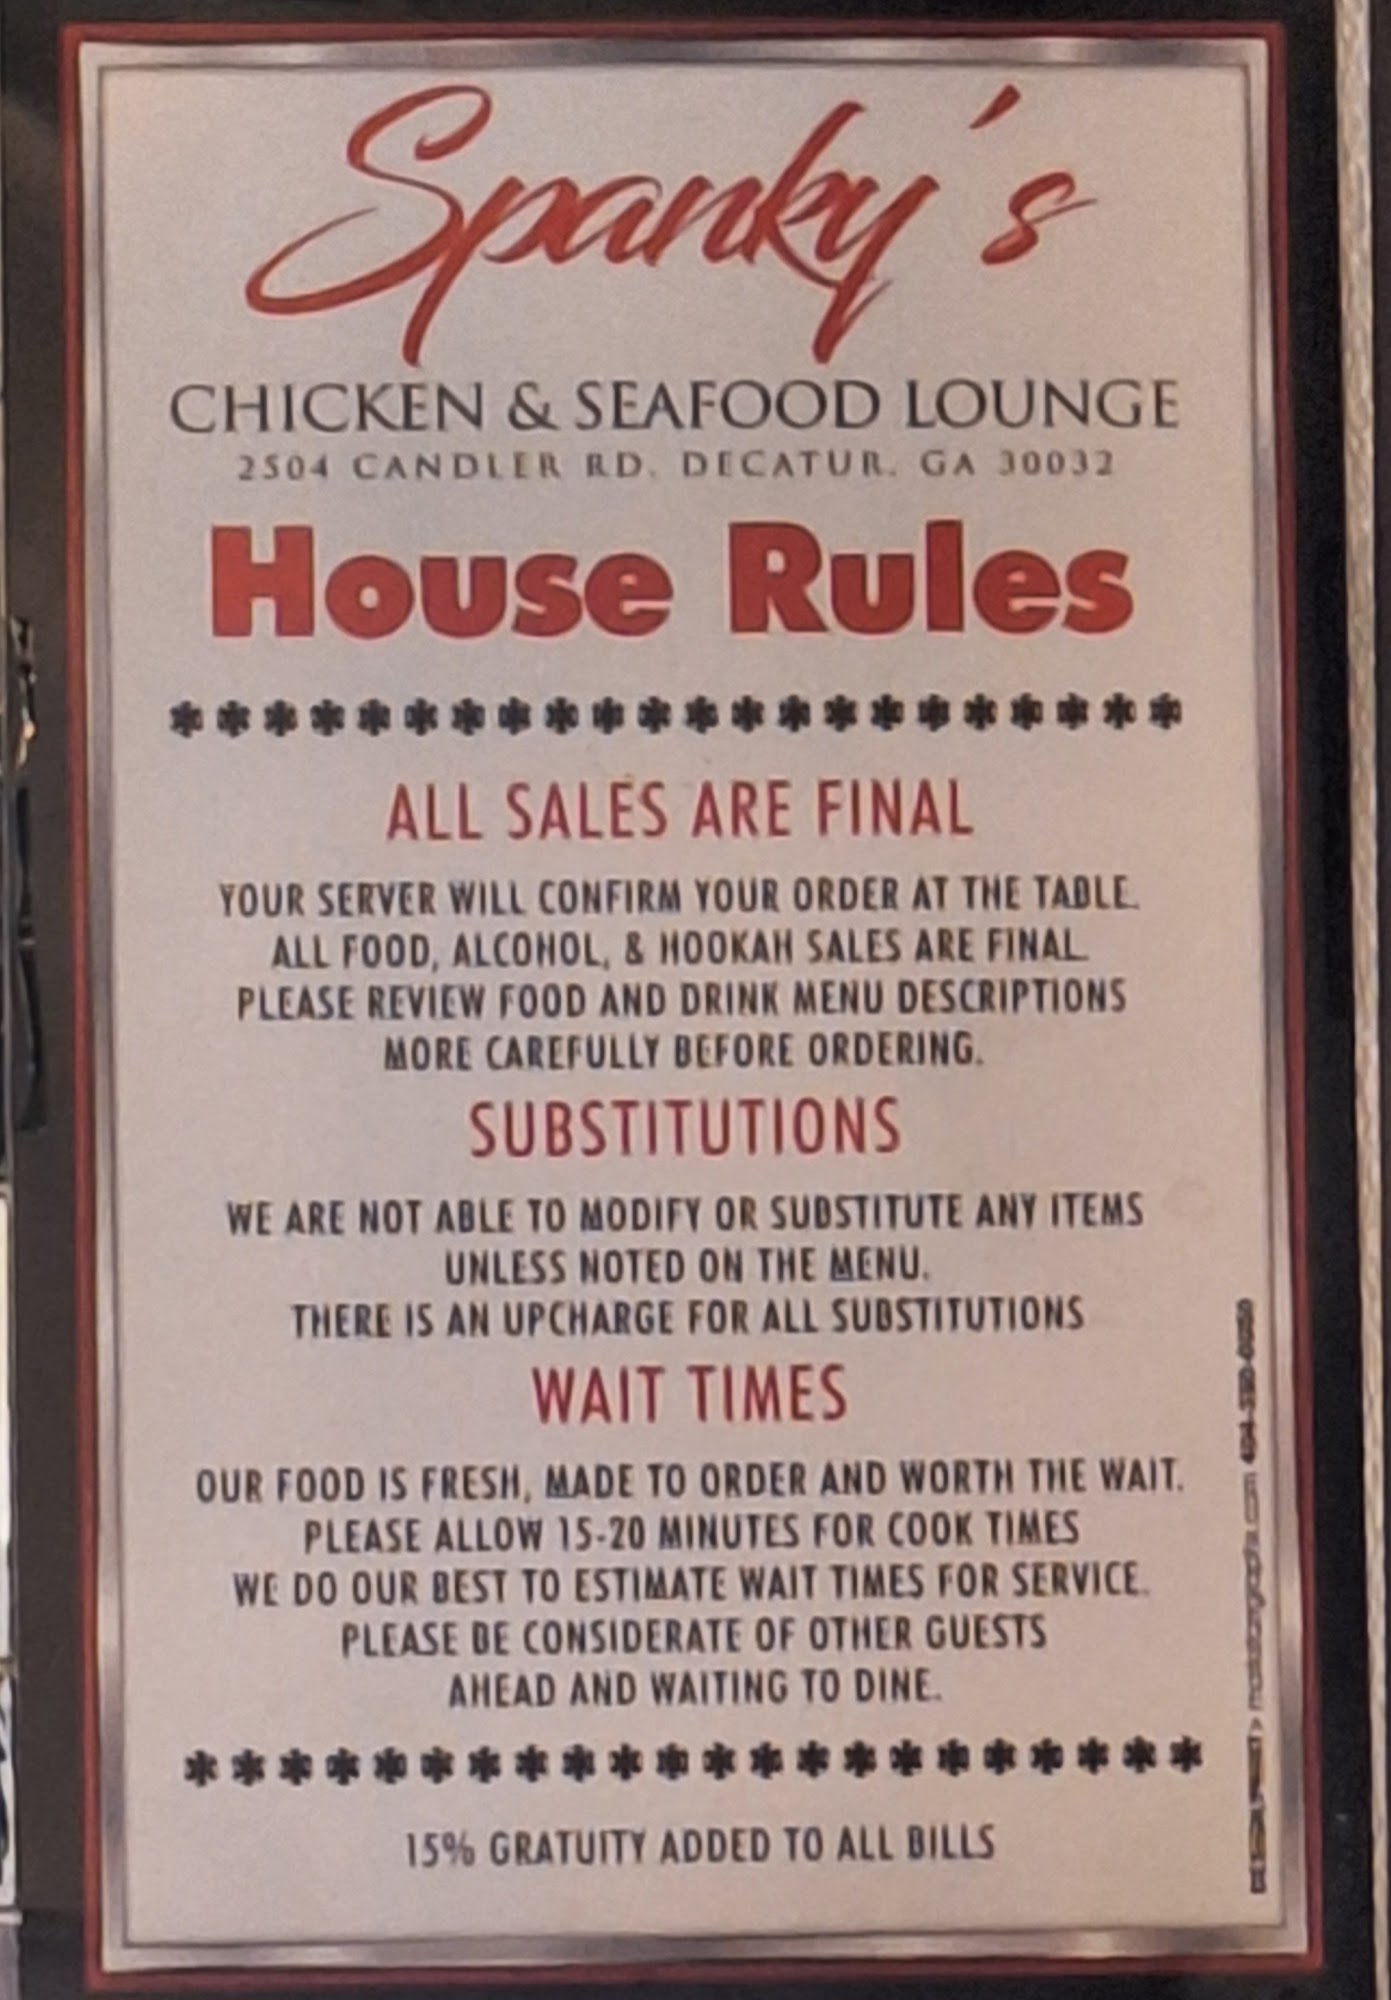 Spanky's
CHICKEN & SEAFOOD LOUNGE
2504 CANDLER RD. DECATUR. GA 30032
House Rules
**********************
ALL SALES ARE FINAL
YOUR SERVER WILL CONFIRM YOUR ORDER AT THE TABLE.
ALL FOOD, ALCOHOL, & HOOKAH SALES ARE FINAL.
PLEASE REVIEW FOOD AND DRINK MENU DESCRIPTIONS
MORE CAREFULLY BEFORE ORDERING.
SUBSTITUTIONS
WE ARE NOT ABLE TO MODIFY OR SUBSTITUTE ANY ITEMS
UNLESS NOTED ON THE MENU.
THERE IS AN UPCHARGE FOR ALL SUBSTITUTIONS
WAIT TIMES
OUR FOOD IS FRESH, MADE TO ORDER AND WORTH THE WAIT.
PLEASE ALLOW 15-20 MINUTES FOR COOK TIMES
WE DO OUR BEST TO ESTIMATE WAIT TIMES FOR SERVICE.
PLEASE BE CONSIDERATE OF OTHER GUESTS
AHEAD AND WAITING TO DINE.
**********************
15% GRATUITY ADDED TO ALL BILLS